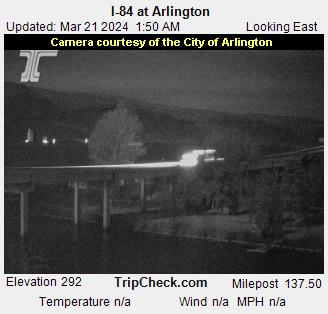 I-84 at Arlington
Updated: Mar 21 2024 1:50 AM Looking East
Camera courtesy of the City of Arlington
Elevation 292 TripCheck.com Milepost 137.50
Temperature n/a Wind n/a MPH n/a